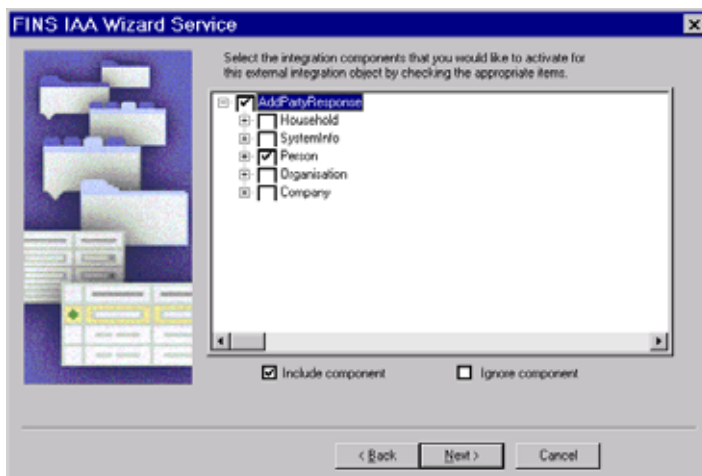 FINS IAA Wizard Service
Select the integration components that you would like to activate for
this external integration object by checking the appropriate items.
AddPartyResponse
Household
SystemInfo
Person
Organisation
Company
Include component
Ignore component
< Back
Next >
Cancel